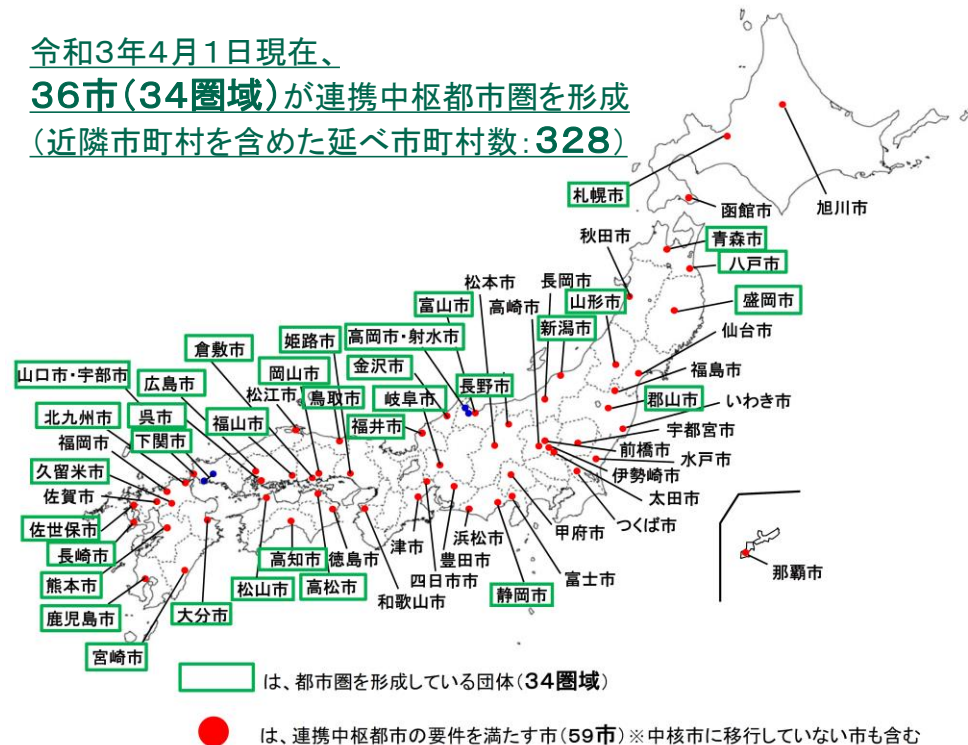 令和3年4月1日現在、
36市(34圏域)が連携中枢都市圏を形成
(近隣市町村を含めた延べ市町村数:328)
札幌市
函館市
旭川市
秋田市
青森市
八戸市
松本市
長岡市
富山市
高崎市
山形市
盛岡市
倉敷市
姫路市
高岡市・射水市
新潟市
仙台市
山口市・宇部市
広島市
岡山市
金沢市
長野市
福島市
松江市
鳥取市
岐阜市
郡山市
いわき市
北九州市
呉市
福山市
福井市
宇都宮市
福岡市
下関市
前橋市
水戸市
久留米市
伊勢崎市
佐賀市
太田市
佐世保市
つくば市
長崎市
高知市
徳島市
津市
浜松市
甲府市
豊田市
熊本市
松山市
高松市
四日市市
富士市
那覇市
鹿児島市
大分市
和歌山市
静岡市
宮崎市
は、都市圏を形成している団体(34圏域)
は、連携中枢都市の要件を満たす市(59市)※中核市に移行していない市も含む